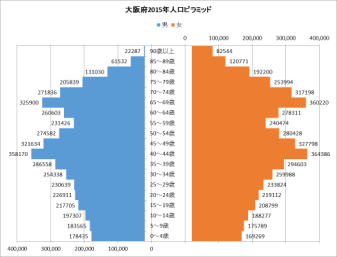 大阪府2015年人口ピラミッド
男 女
400,000 300,000 200,000 100,000 0
22287 90歳以上 82544
61532 85～89歳 120771
131030 80～84歳 192200
205839 75～79歳 253994
271836 70～74歳 317198
325900 65～69歳 360220
260603 60～64歳 278311
231426 55～59歳 240474
274582 50～54歳 280428
321634 45～49歳 327798
358170 40～44歳 364386
286558 35～39歳 294603
254338 30～34歳 259988
230639 25～29歳 233824
226911 20～24歳 219112
217705 15～19歳 208799
197307 10～14歳 188277
183565 5～9歳 175789
178435 0～4歳 169269
400,000 300,000 200,000 100,000 0